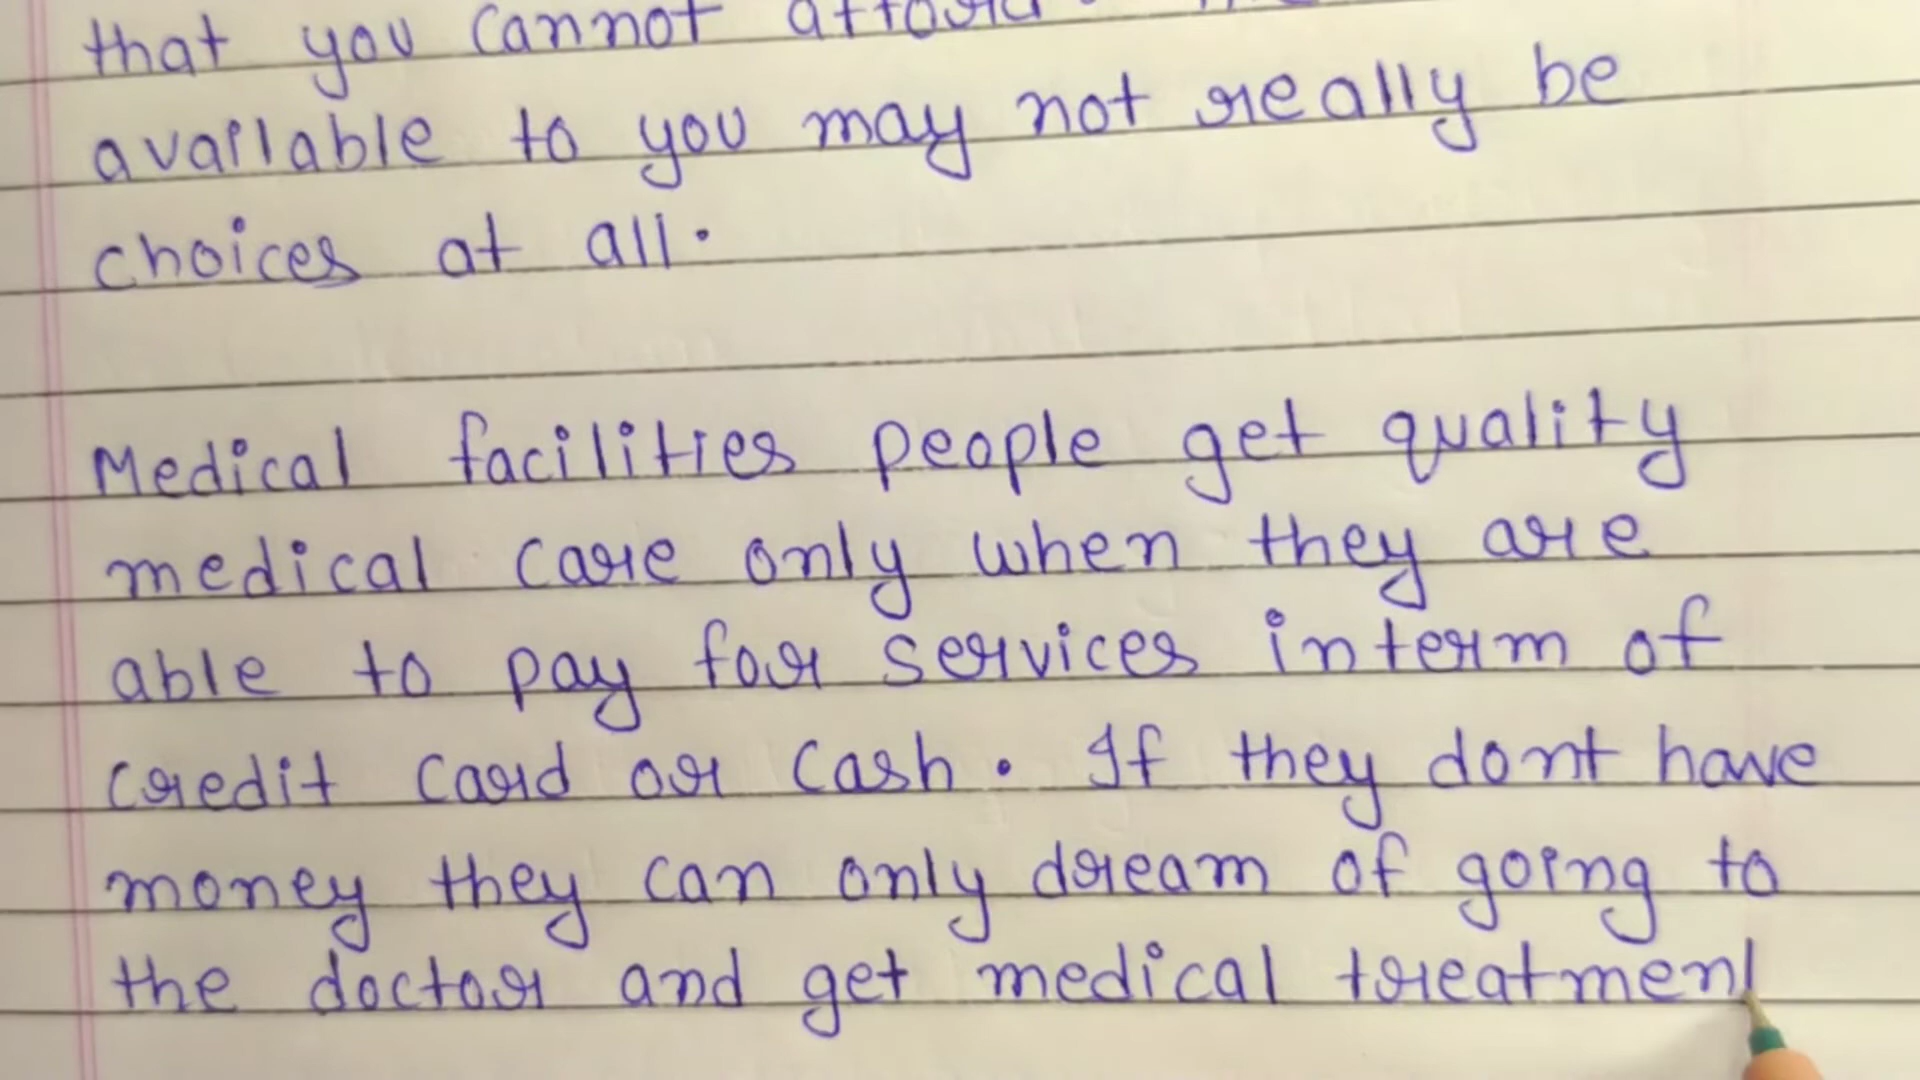 that you cannot afford.
available to you may not really be
choices at all.
Medical facilities people get quality
medical care only when they are
able to pay for services interm of
credit card or cash. If they dont have
money they can only dream of going to
the doctor and get medical treatmen